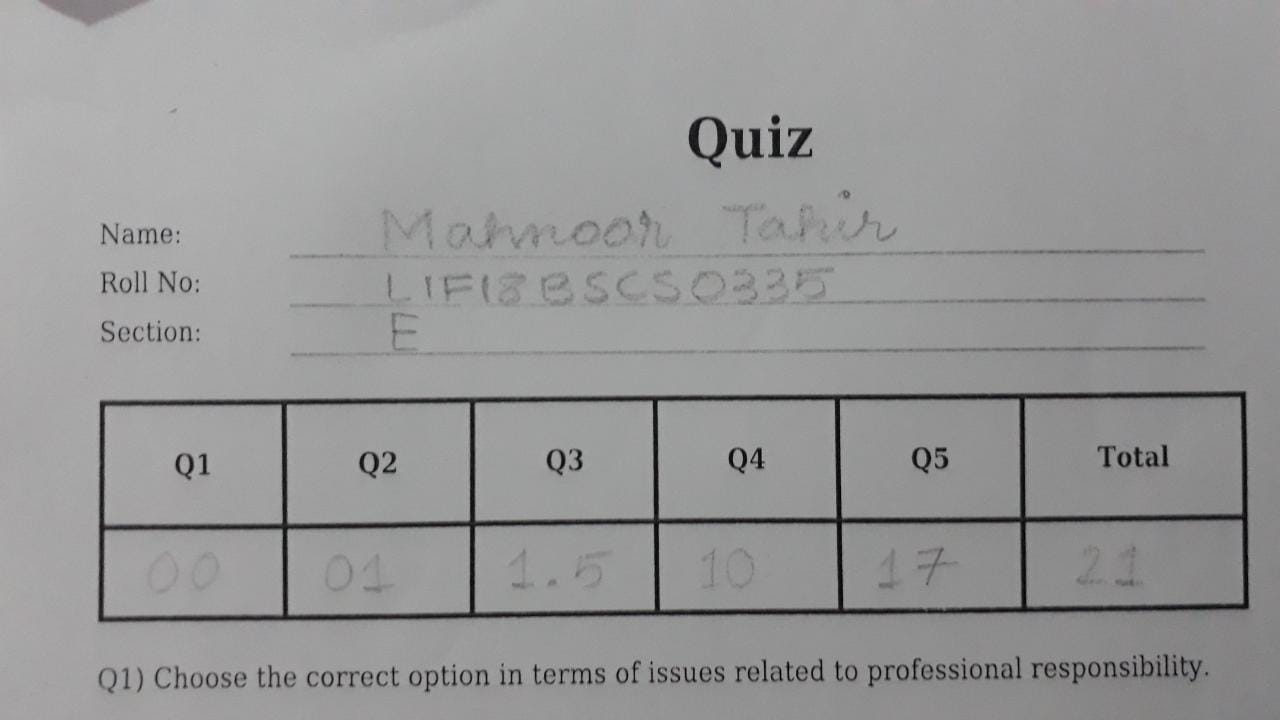 Quiz
Name: Mahnoor Tahir
Roll No: L1F18BSCS0335
Section: E
Q1 Q2 Q3 Q4 Q5 Total
00 01 1.5 10 17 21
Q1) Choose the correct option in terms of issues related to professional responsibility.